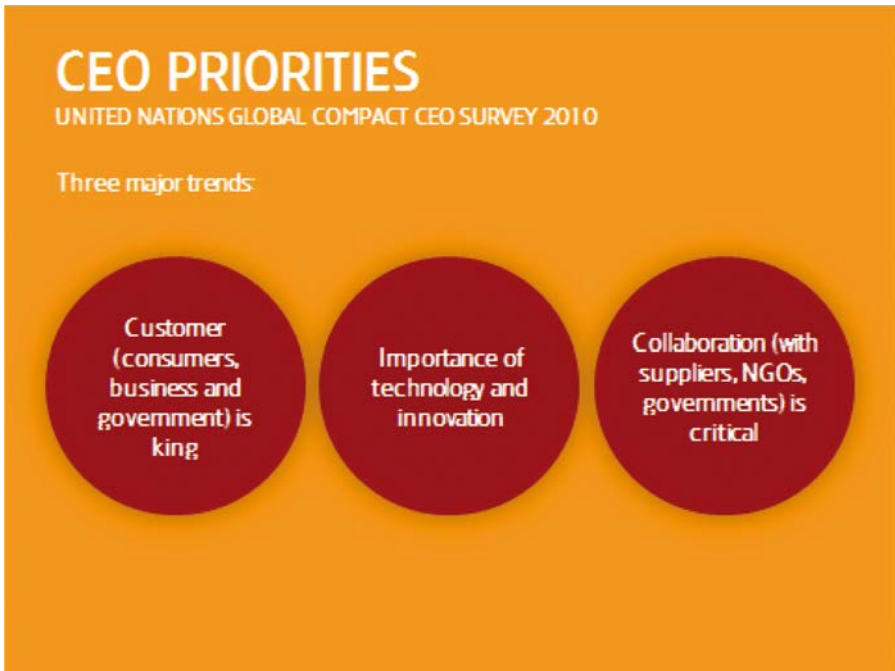 CEO PRIORITIES
UNITED NATIONS GLOBAL COMPACT CEO SURVEY 2010
Three major trends:
Customer
(consumers,
business and
government) is
king
Importance of
technology and
innovation
Collaboration (with
suppliers, NGOs,
governments) is
critical